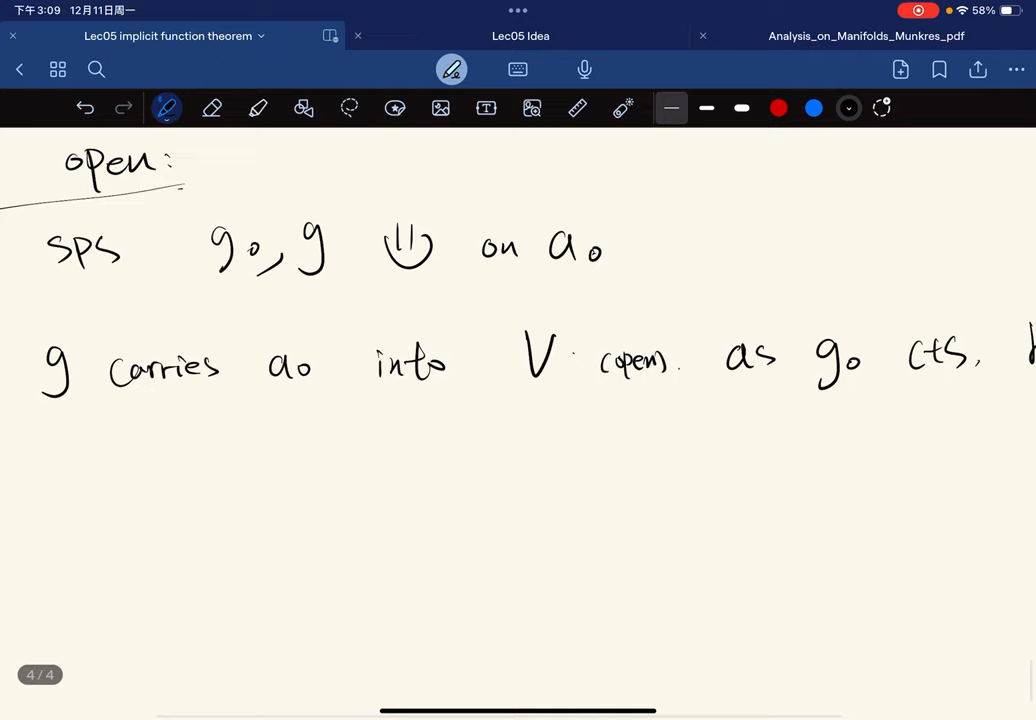 下午3:09 12月11日周一
58%
Lec05 implicit function theorem
Lec05 Idea
Analysis_on_Manifolds_Munkres_pdf
open:
sps g₀, g on a₀
g carries a₀ into V (open). as g₀ cts,
4 / 4